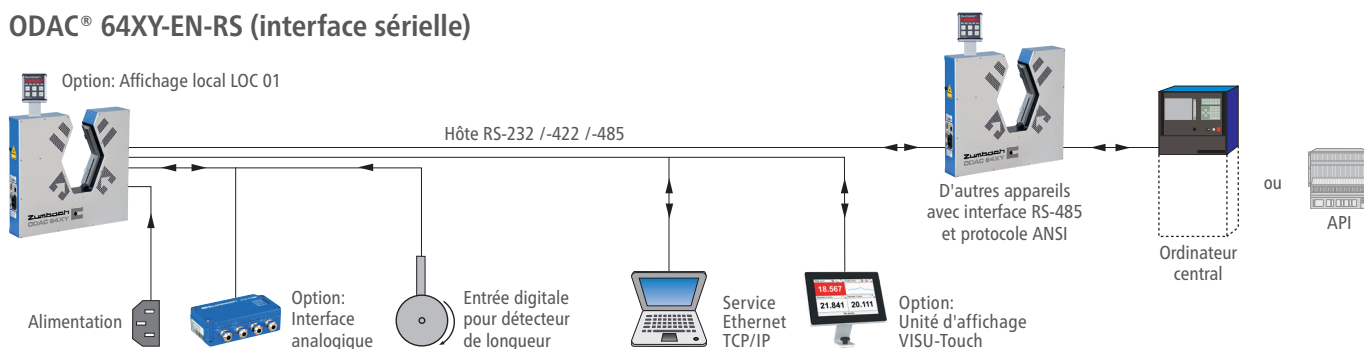 ODAC® 64XY-EN-RS (interface sérielle)
Option: Affichage local LOC 01
Hôte RS-232 /-422 /-485
Zumbach
ODAC 64XY
Zumbach
ODAC 64XY
D'autres appareils
avec interface RS-485
et protocole ANSI
Ordinateur
central
ou
API
Alimentation
Option:
Interface
analogique
Entrée digitale
pour détecteur
de longueur
Service
Ethernet
TCP/IP
18.567
21.841 20.111
Option:
Unité d'affichage
VISU-Touch